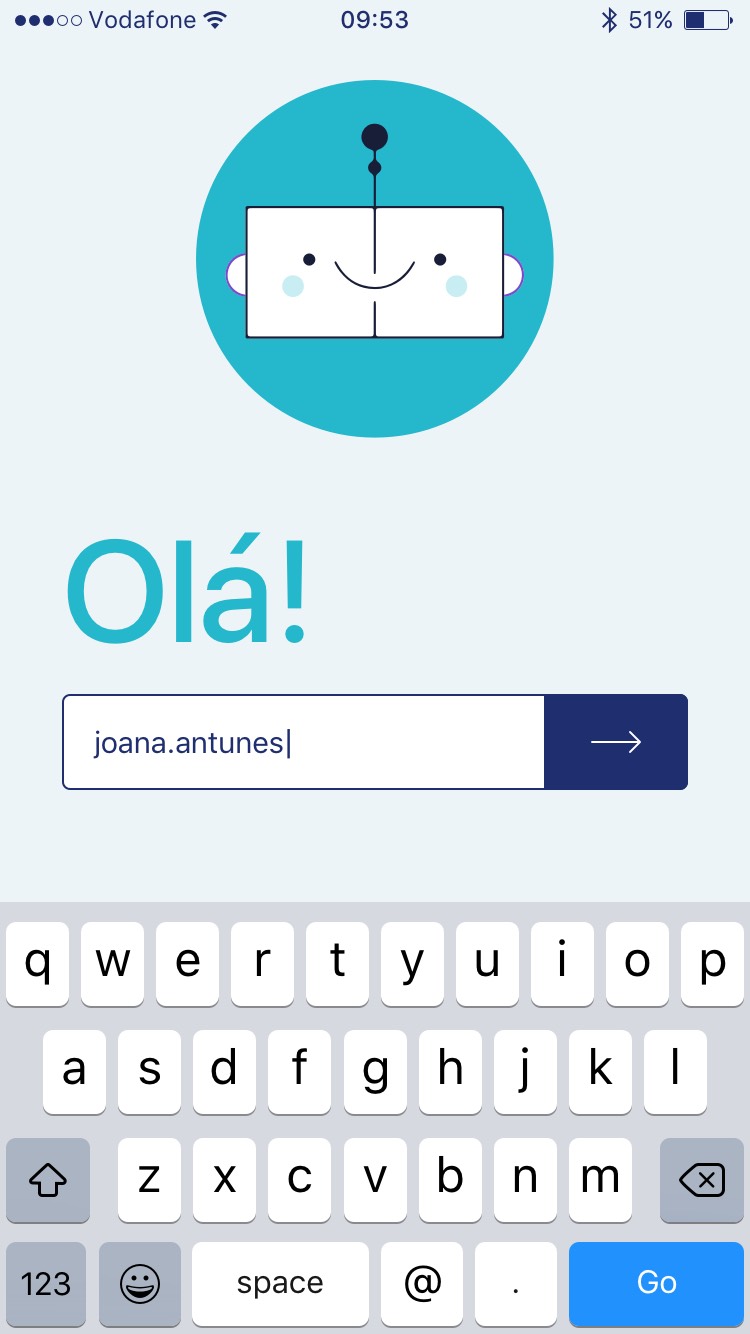 Vodafone 09:53 51%
Olá!
joana.antunes
q w e r t y u i o p
a s d f g h j k l
z x c v b n m
123 space @ . Go